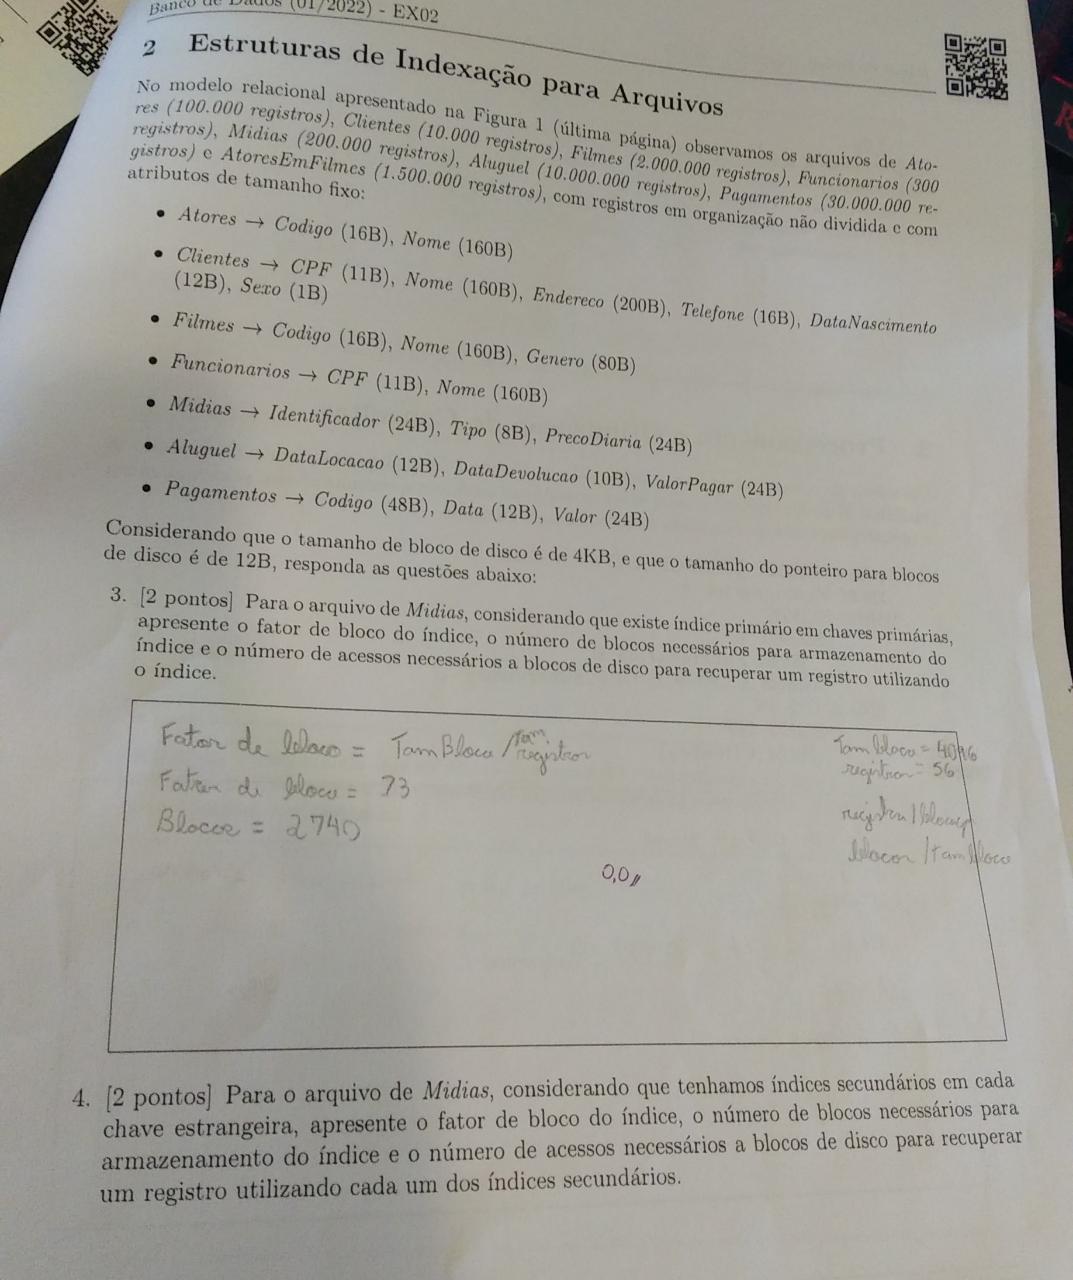 Banco de Dados (01/2022) - EX02
2 Estruturas de Indexação para Arquivos
No modelo relacional apresentado na Figura 1 (última página) observamos os arquivos de Ato-
res (100.000 registros), Clientes (10.000 registros), Filmes (2.000.000 registros), Funcionarios (300
registros), Midias (200.000 registros), Aluguel (10.000.000 registros), Pagamentos (30.000.000 re-
gistros) e AtoresEmFilmes (1.500.000 registros), com registros em organização não dividida e com
atributos de tamanho fixo:
• Atores → Codigo (16B), Nome (160B)
• Clientes → CPF (11B), Nome (160B), Endereco (200B), Telefone (16B), DataNascimento
(12B), Sexo (1B)
• Filmes → Codigo (16B), Nome (160B), Genero (80B)
• Funcionarios → CPF (11B), Nome (160B)
• Midias → Identificador (24B), Tipo (8B), PrecoDiaria (24B)
• Aluguel → DataLocacao (12B), DataDevolucao (10B), ValorPagar (24B)
• Pagamentos → Codigo (48B), Data (12B), Valor (24B)
Considerando que o tamanho de bloco de disco é de 4KB, e que o tamanho do ponteiro para blocos
de disco é de 12B, responda as questões abaixo:
3. [2 pontos] Para o arquivo de Midias, considerando que existe índice primário em chaves primárias,
apresente o fator de bloco do índice, o número de blocos necessários para armazenamento do
índice e o número de acessos necessários a blocos de disco para recuperar um registro utilizando
o índice.
Fator de bloco = TamBloco / Tam registros
Tam bloco = 4096
registros = 56
Fator de bloco = 73
Blocos = 2740
registros / blocos
blocos / tam bloco
0,0//
4. [2 pontos] Para o arquivo de Midias, considerando que tenhamos índices secundários em cada
chave estrangeira, apresente o fator de bloco do índice, o número de blocos necessários para
armazenamento do índice e o número de acessos necessários a blocos de disco para recuperar
um registro utilizando cada um dos índices secundários.